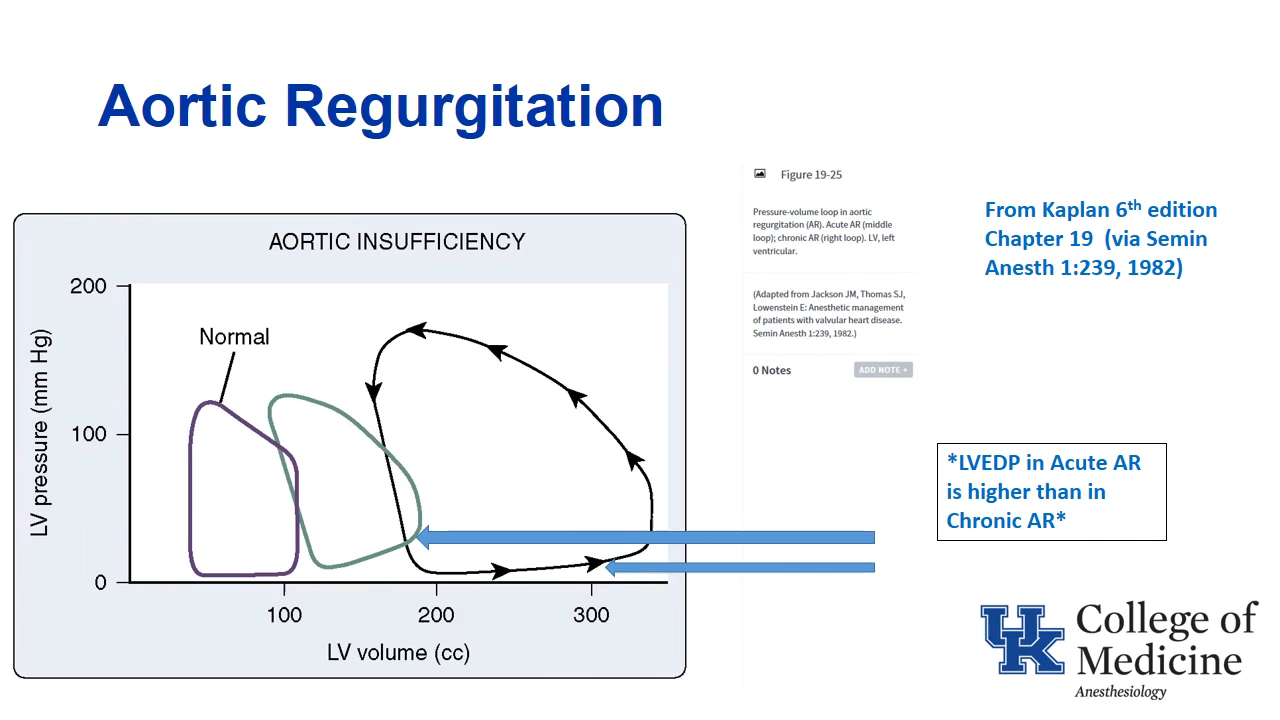 Aortic Regurgitation
AORTIC INSUFFICIENCY
200
100
0
LV pressure (mm Hg)
Normal
100
200
300
LV volume (cc)
Figure 19-25
Pressure-volume loop in aortic
regurgitation (AR). Acute AR (middle
loop); chronic AR (right loop). LV, left
ventricular.
(Adapted from Jackson JM, Thomas SJ,
Lowenstein E: Anesthetic management
of patients with valvular heart disease.
Semin Anesth 1:239, 1982.)
0 Notes
ADD NOTE +
From Kaplan 6th edition
Chapter 19 (via Semin
Anesth 1:239, 1982)
*LVEDP in Acute AR
is higher than in
Chronic AR*
UK
College of
Medicine
Anesthesiology